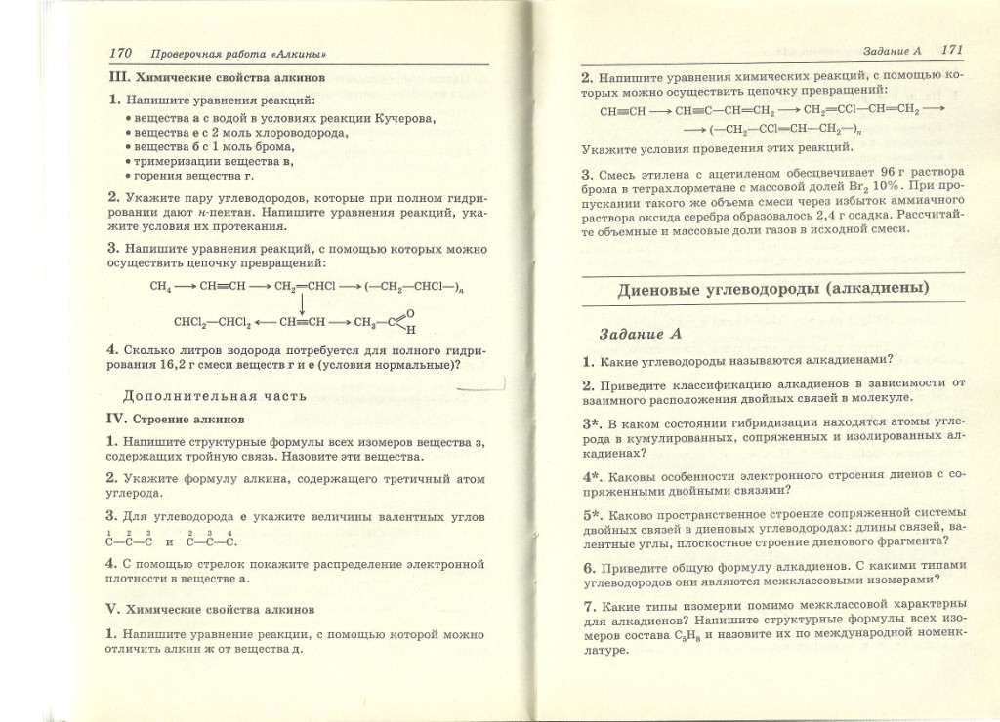 170 Проверочная работа «Алкины»
III. Химические свойства алкинов
1. Напишите уравнения реакций:
• вещества а с водой в условиях реакции Кучерова,
• вещества е с 2 моль хлороводорода,
• вещества б с 1 моль брома,
• тримеризации вещества в,
• горения вещества г.
2. Укажите пару углеводородов, которые при полном гидри-
ровании дают н-пентан. Напишите уравнения реакций, ука-
жите условия их протекания.
3. Напишите уравнения реакций, с помощью которых можно
осуществить цепочку превращений:
CH₄ → CH≡CH → CH₂=CHCl → (—CH₂—CHCl—)ₙ
↓
CHCl₂—CHCl₂ ← CH≡CH → CH₃—C
O
H
4. Сколько литров водорода потребуется для полного гидри-
рования 16,2 г смеси веществ г и е (условия нормальные)?
Дополнительная часть
IV. Строение алкинов
1. Напишите структурные формулы всех изомеров вещества з,
содержащих тройную связь. Назовите эти вещества.
2. Укажите формулу алкина, содержащего третичный атом
углерода.
3. Для углеводорода е укажите величины валентных углов
1 2 3 2 3 4
C—C—C и C—C—C.
4. С помощью стрелок покажите распределение электронной
плотности в веществе а.
V. Химические свойства алкинов
1. Напишите уравнение реакции, с помощью которой можно
отличить алкин ж от вещества д.
Задание А 171
2. Напишите уравнения химических реакций, с помощью ко-
торых можно осуществить цепочку превращений:
CH≡CH → CH≡C—CH=CH₂ → CH₂=CCl—CH=CH₂ →
→ (—CH₂—CCl=CH—CH₂—)ₙ
Укажите условия проведения этих реакций.
3. Смесь этилена с ацетиленом обесцвечивает 96 г раствора
брома в тетрахлорметане с массовой долей Br₂ 10%. При про-
пускании такого же объема смеси через избыток аммиачного
раствора оксида серебра образовалось 2,4 г осадка. Рассчитай-
те объемные и массовые доли газов в исходной смеси.
Диеновые углеводороды (алкадиены)
Задание А
1. Какие углеводороды называются алкадиенами?
2. Приведите классификацию алкадиенов в зависимости от
взаимного расположения двойных связей в молекуле.
3*. В каком состоянии гибридизации находятся атомы угле-
рода в кумулированных, сопряженных и изолированных ал-
кадиенах?
4*. Каковы особенности электронного строения диенов с со-
пряженными двойными связями?
5*. Каково пространственное строение сопряженной системы
двойных связей в диеновых углеводородах: длины связей, ва-
лентные углы, плоскостное строение диенового фрагмента?
6. Приведите общую формулу алкадиенов. С какими типами
углеводородов они являются межклассовыми изомерами?
7. Какие типы изомерии помимо межклассовой характерны
для алкадиенов? Напишите структурные формулы всех изо-
меров состава C₅H₈ и назовите их по международной номенк-
латуре.